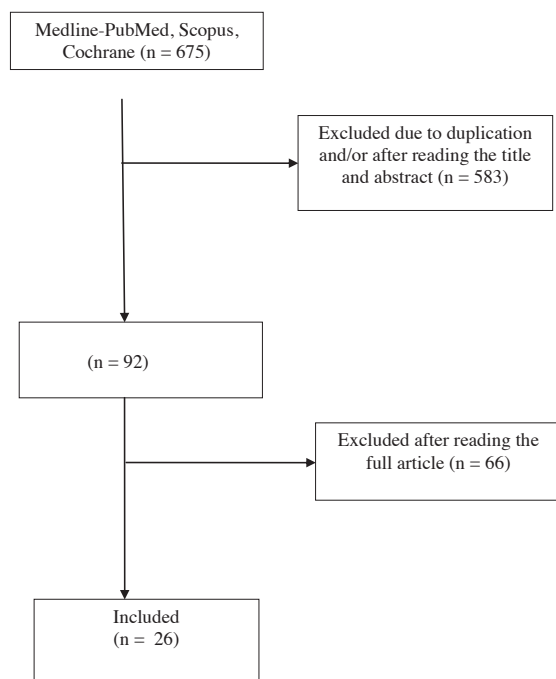 Medline-PubMed, Scopus,
Cochrane (n = 675)
Excluded due to duplication
and/or after reading the title
and abstract (n = 583)
(n = 92)
Excluded after reading the
full article (n = 66)
Included
(n = 26)